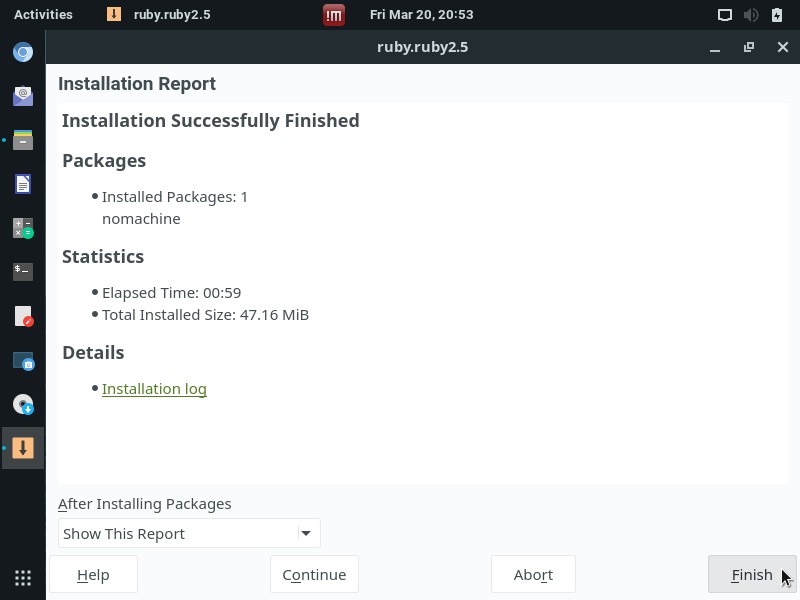 Activities
ruby.ruby2.5
!M
Fri Mar 20, 20:53
ruby.ruby2.5
Installation Report
Installation Successfully Finished
Packages
Installed Packages: 1
nomachine
Statistics
Elapsed Time: 00:59
Total Installed Size: 47.16 MiB
Details
Installation log
After Installing Packages
Show This Report
Help
Continue
Abort
Finish